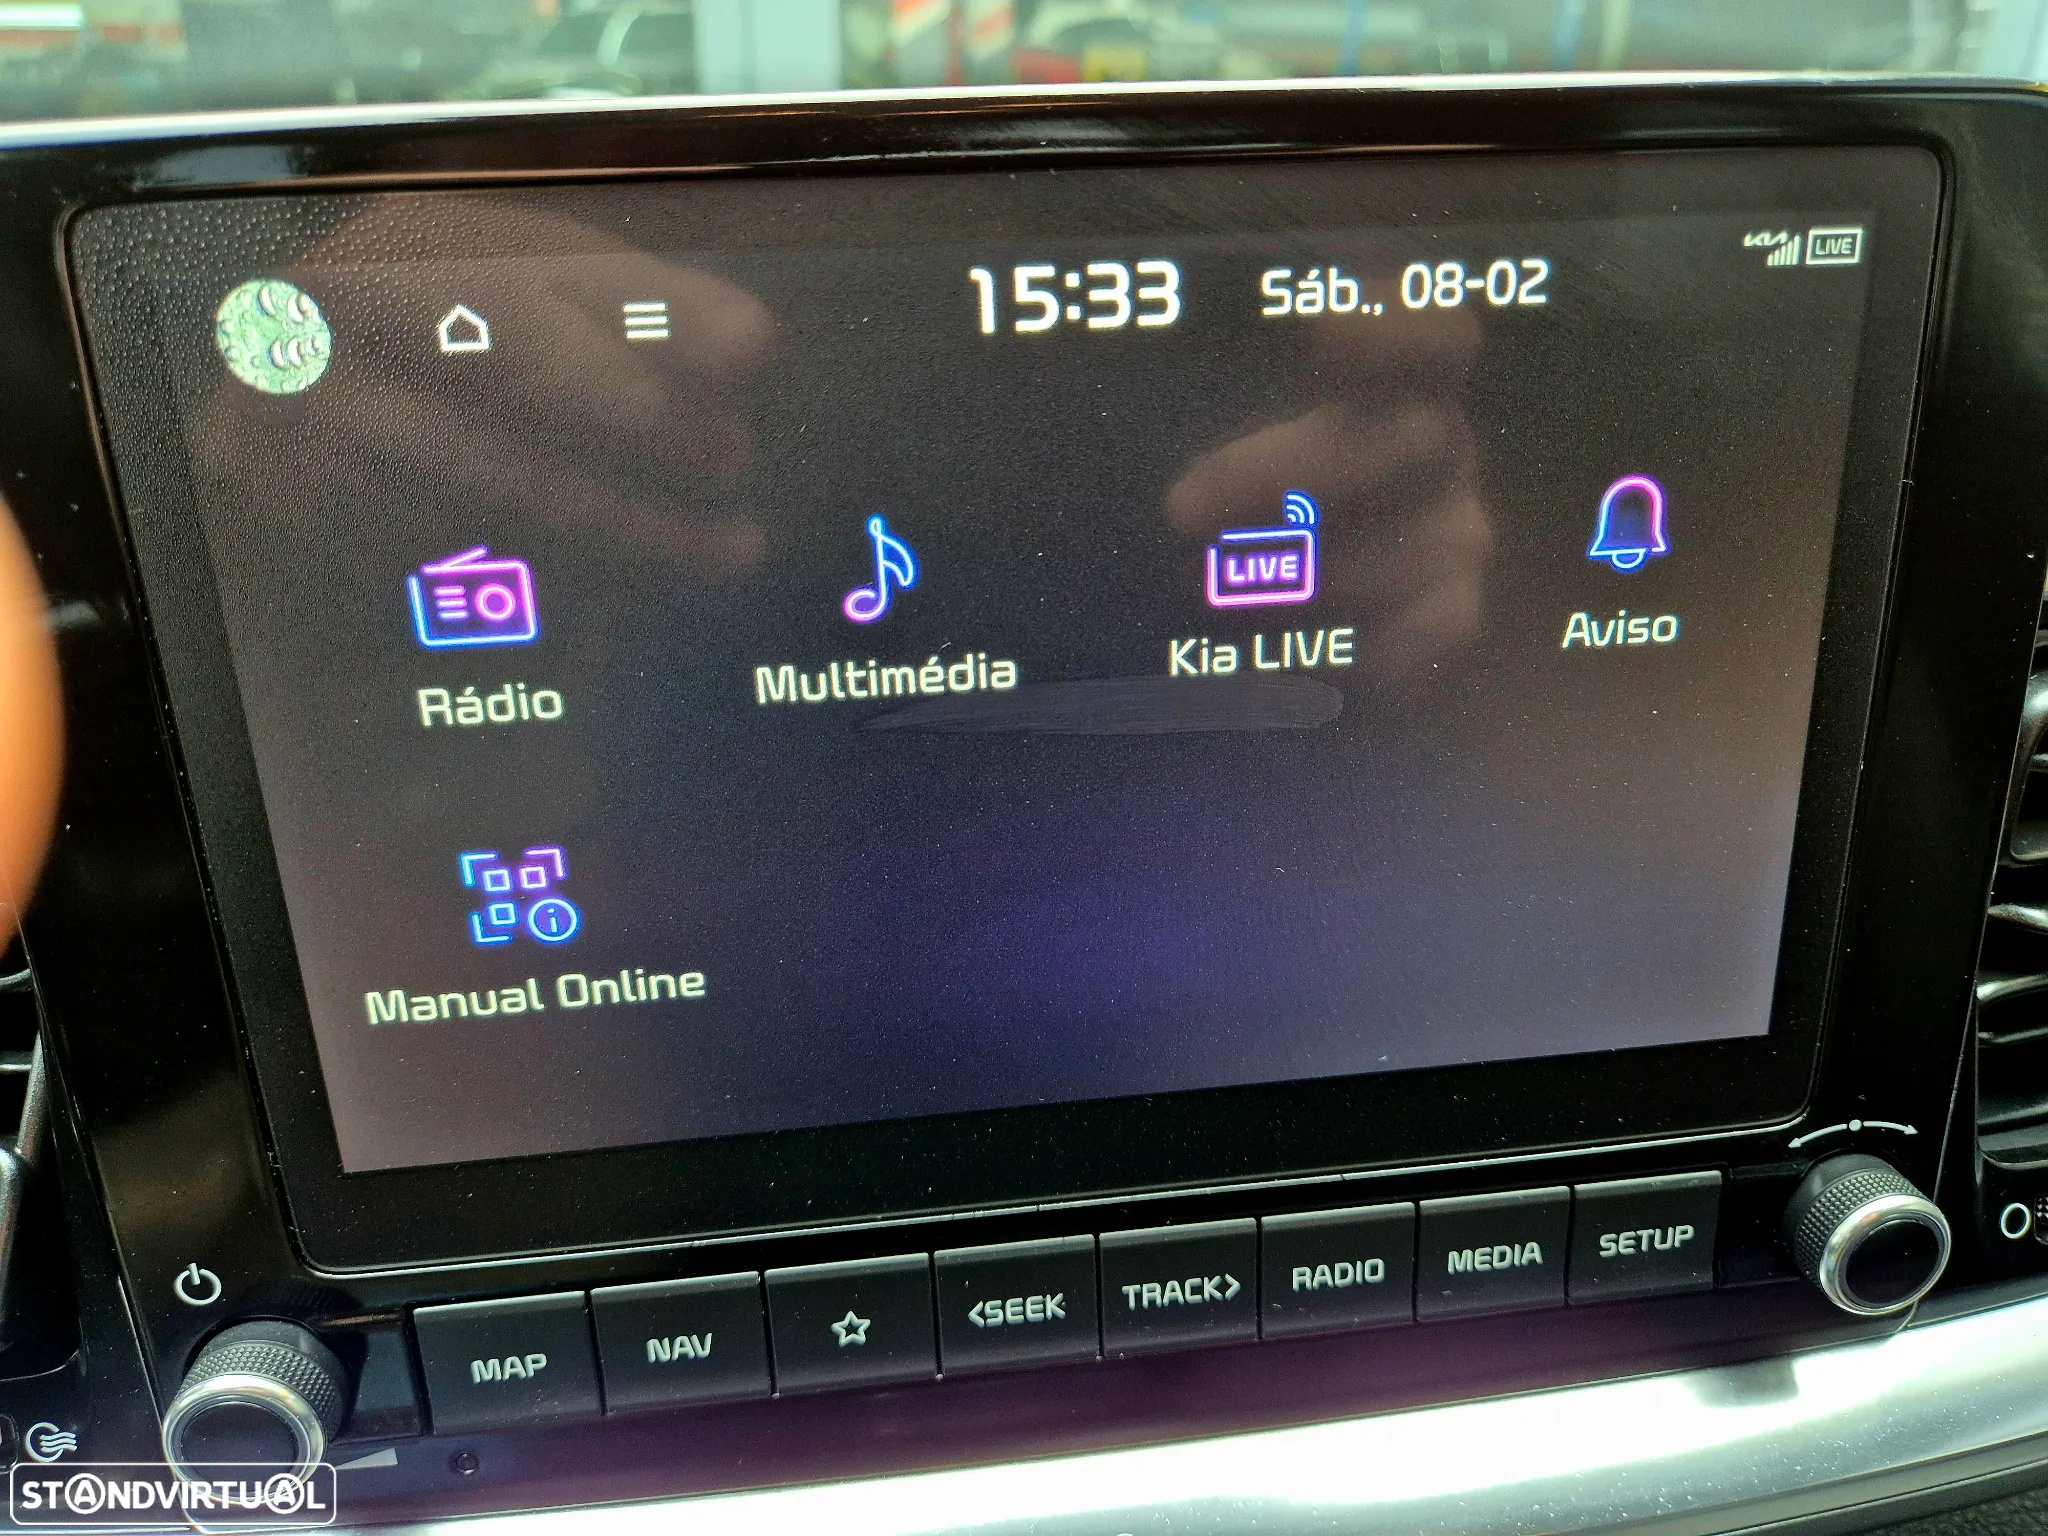 15:33
Sáb., 08-02
KIA
LIVE
LIVE
Rádio
Multimédia
Kia LIVE
Aviso
Manual Online
MAP
NAV
<SEEK
TRACK>
RADIO
MEDIA
SETUP
STANDVIRTUAL